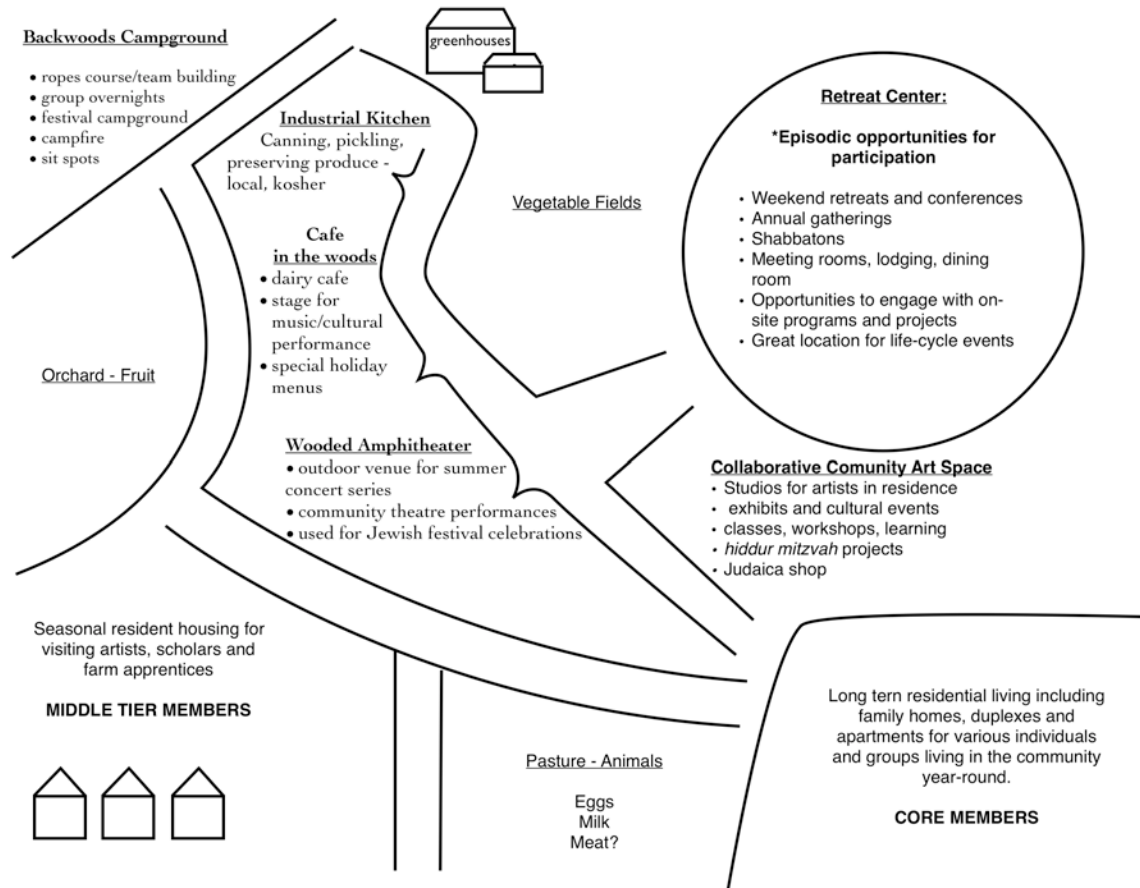 Backwoods Campground
• ropes course/team building
• group overnights
• festival campground
• campfire
• sit spots
greenhouses
Industrial Kitchen
Canning, pickling,
preserving produce -
local, kosher
Cafe
in the woods
• dairy cafe
• stage for
music/cultural
performance
• special holiday
menus
Wooded Amphitheater
• outdoor venue for summer
concert series
• community theatre performances
• used for Jewish festival celebrations
Vegetable Fields
Retreat Center:
*Episodic opportunities for
participation
• Weekend retreats and conferences
• Annual gatherings
• Shabbatons
• Meeting rooms, lodging, dining
room
• Opportunities to engage with on-
site programs and projects
• Great location for life-cycle events
Orchard - Fruit
Collaborative Comunity Art Space
• Studios for artists in residence
• exhibits and cultural events
• classes, workshops, learning
• hiddur mitzvah projects
• Judaica shop
Seasonal resident housing for
visiting artists, scholars and
farm apprentices
MIDDLE TIER MEMBERS
Pasture - Animals
Eggs
Milk
Meat?
Long tern residential living including
family homes, duplexes and
apartments for various individuals
and groups living in the community
year-round.
CORE MEMBERS